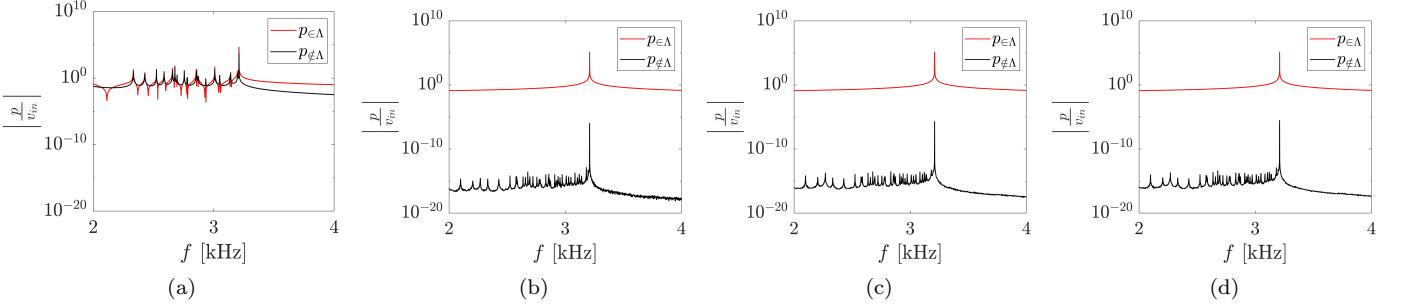 10^10
10^0
10^-10
10^-20
|p/v_in|
p∈Λ
p∉Λ
2 3 4
f [kHz]
(a)
10^10
10^0
10^-10
10^-20
|p/v_in|
p∈Λ
p∉Λ
2 3 4
f [kHz]
(b)
10^10
10^0
10^-10
10^-20
|p/v_in|
p∈Λ
p∉Λ
2 3 4
f [kHz]
(c)
10^10
10^0
10^-10
10^-20
|p/v_in|
p∈Λ
p∉Λ
2 3 4
f [kHz]
(d)